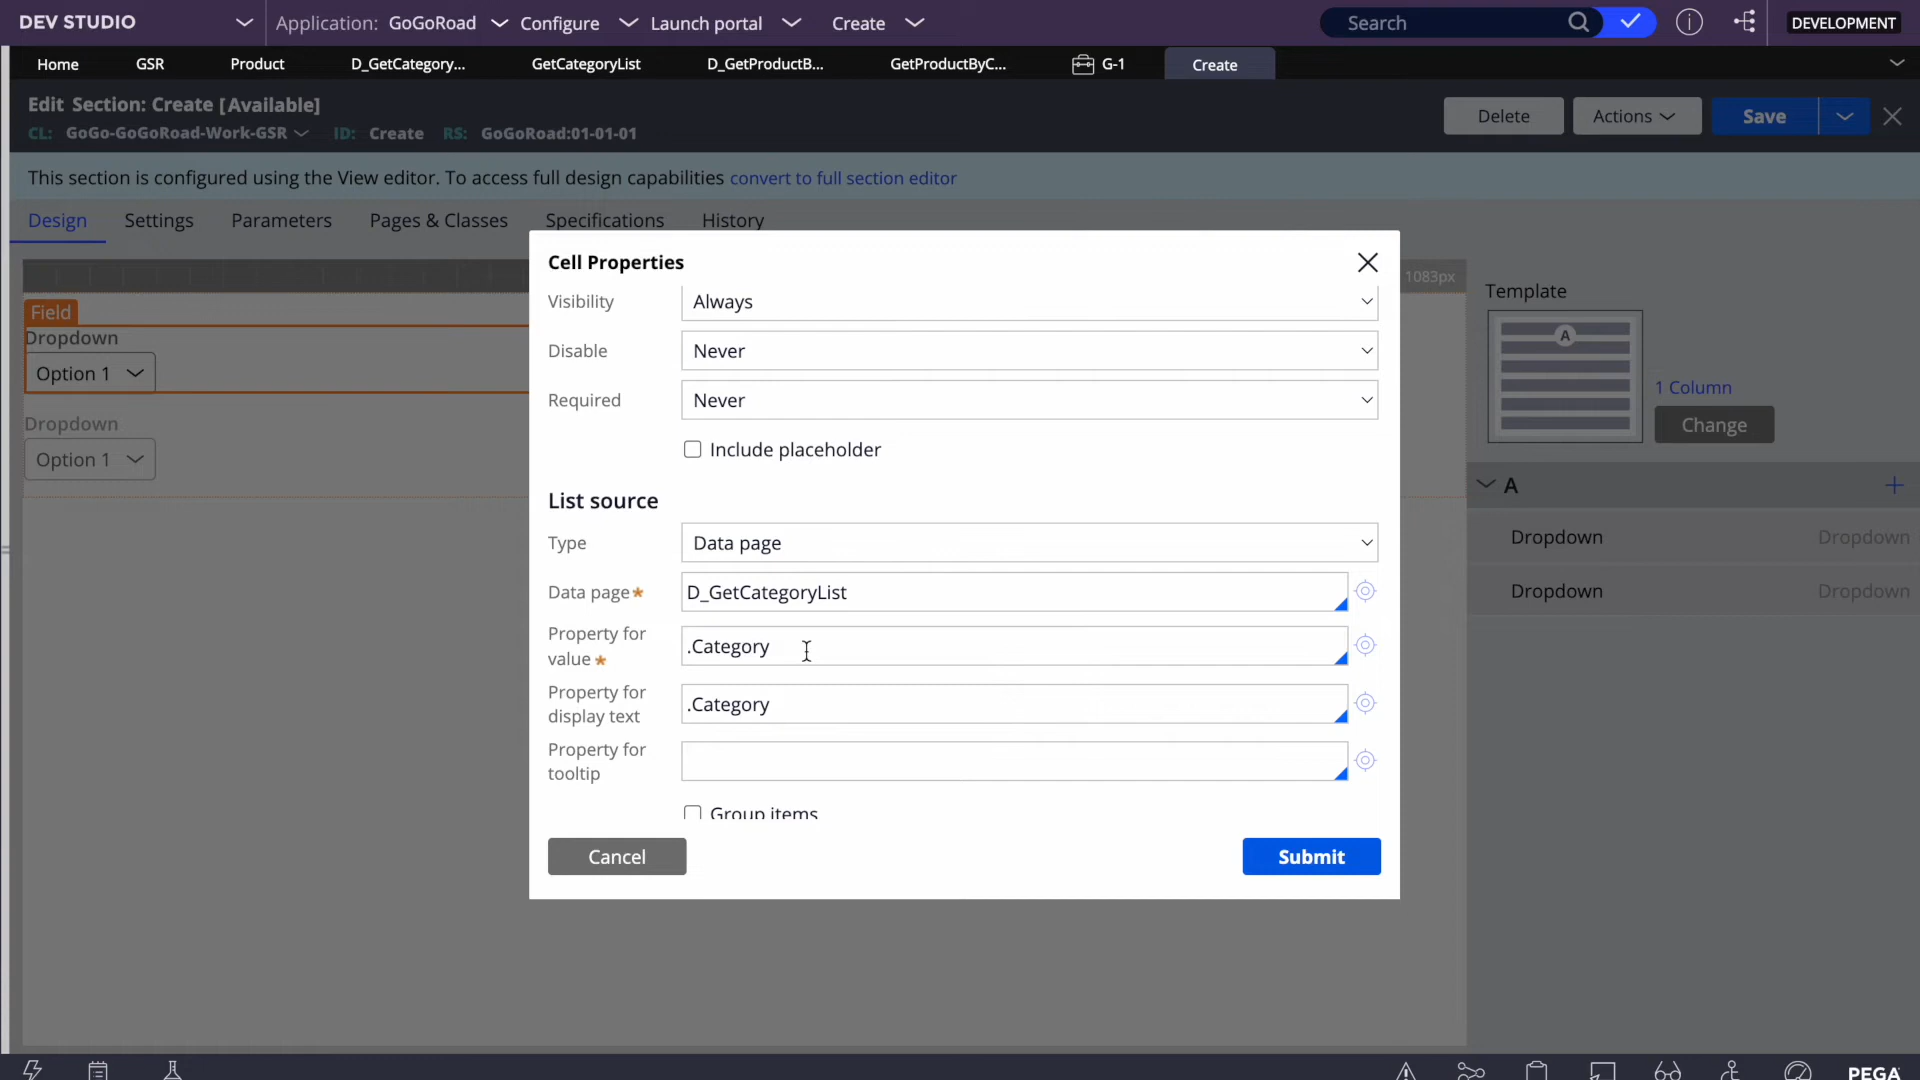 DEV STUDIO Application: GoGoRoad Configure Launch portal Create Search DEVELOPMENT
Home GSR Product D_GetCategory... GetCategoryList D_GetProductB... GetProductByC... G-1 Create
Edit Section: Create [Available]
CL: GoGo-GoGoRoad-Work-GSR ID: Create RS: GoGoRoad:01-01-01
Delete Actions Save
This section is configured using the View editor. To access full design capabilities convert to full section editor
Design Settings Parameters Pages & Classes Specifications History
Cell Properties
1083px
Field
Dropdown
Option 1
Dropdown
Option 1
Visibility Always
Disable Never
Required Never
Include placeholder
List source
Type Data page
Data page* D_GetCategoryList
Property for value* .Category
Property for display text .Category
Property for tooltip
Group items
Cancel Submit
Template
A
1 Column
Change
A
Dropdown Dropdown
Dropdown Dropdown
PEGA